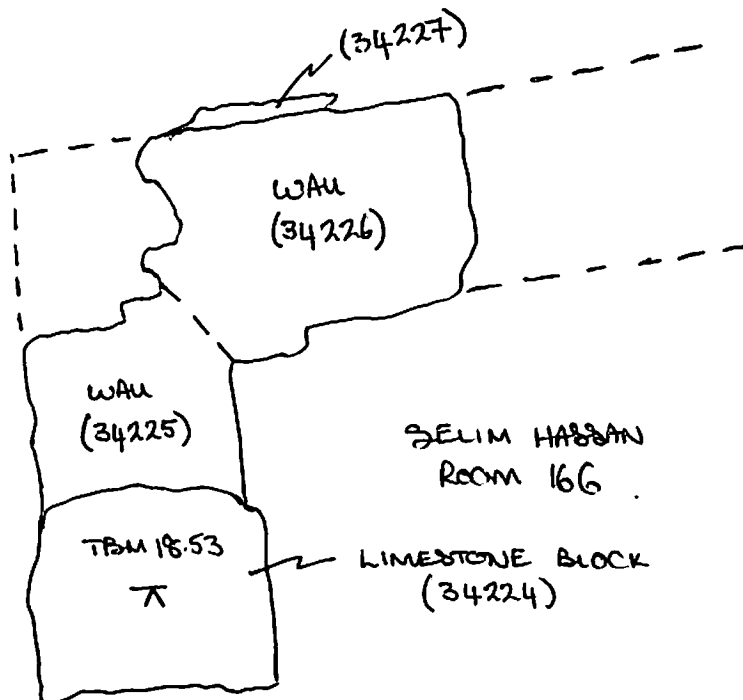 (34227)
WALL
(34226)
WALL
(34225)
SELIM HASSAN
ROOM 166
TBM 18.53
LIMESTONE BLOCK
(34224)